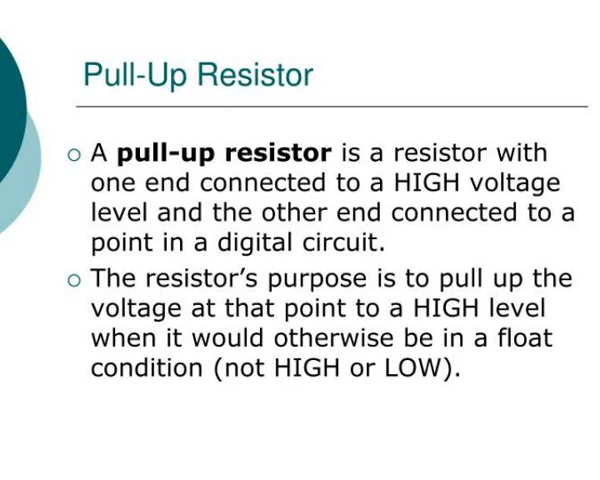 Pull-Up Resistor
A pull-up resistor is a resistor with
one end connected to a HIGH voltage
level and the other end connected to a
point in a digital circuit.
The resistor’s purpose is to pull up the
voltage at that point to a HIGH level
when it would otherwise be in a float
condition (not HIGH or LOW).